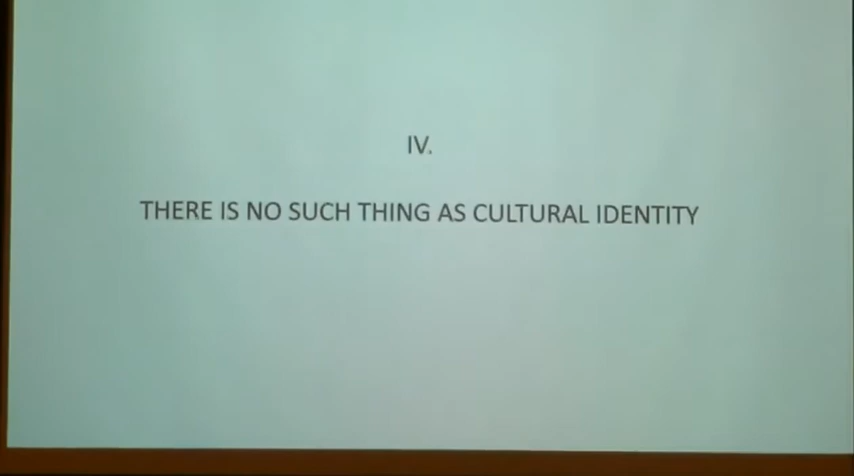 IV.
THERE IS NO SUCH THING AS CULTURAL IDENTITY